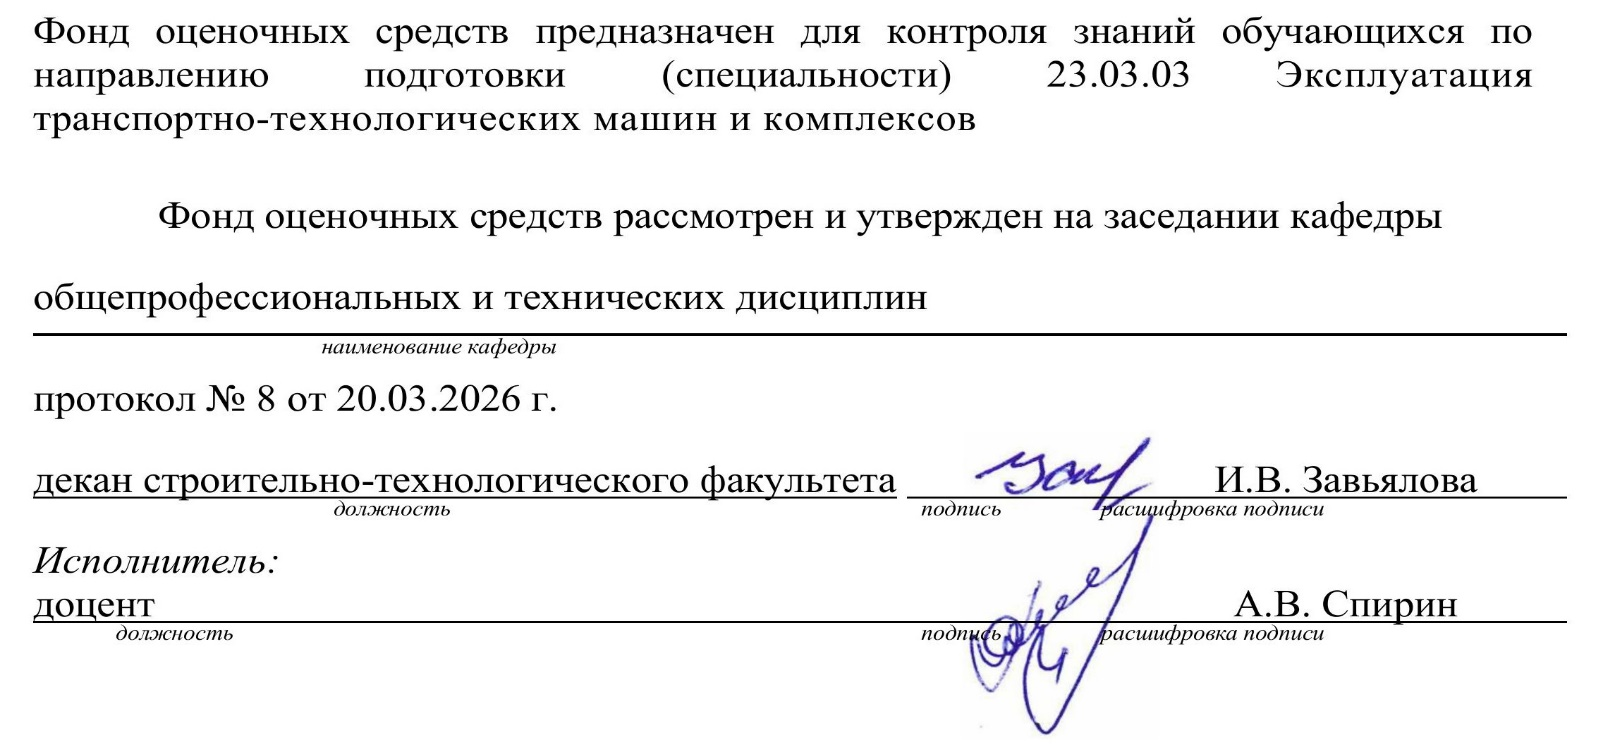 Фонд оценочных средств предназначен для контроля знаний обучающихся по
направлению подготовки (специальности) 23.03.03 Эксплуатация
транспортно-технологических машин и комплексов
Фонд оценочных средств рассмотрен и утвержден на заседании кафедры
общепрофессиональных и технических дисциплин
наименование кафедры
протокол № 8 от 20.03.2026 г.
декан строительно-технологического факультета И.В. Завьялова
должность подпись расшифровка подписи
Исполнитель:
доцент А.В. Спирин
должность подпись расшифровка подписи